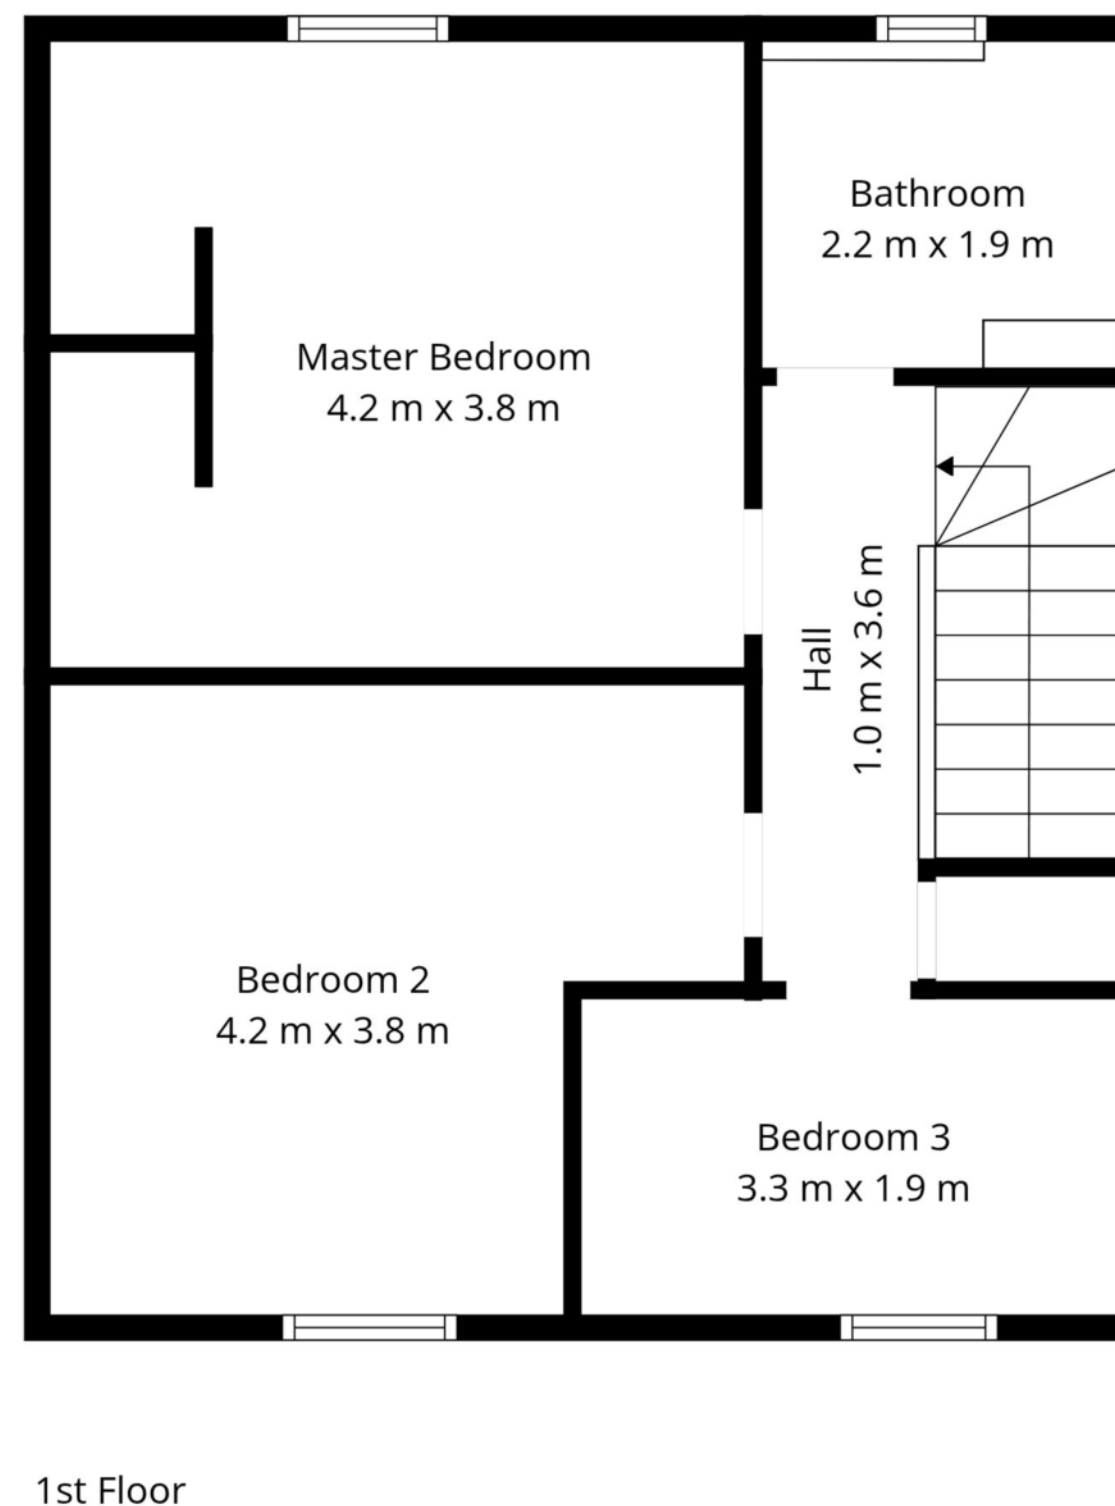 Bathroom
2.2 m x 1.9 m
Master Bedroom
4.2 m x 3.8 m
Hall
1.0 m x 3.6 m
Bedroom 2
4.2 m x 3.8 m
Bedroom 3
3.3 m x 1.9 m
1st Floor